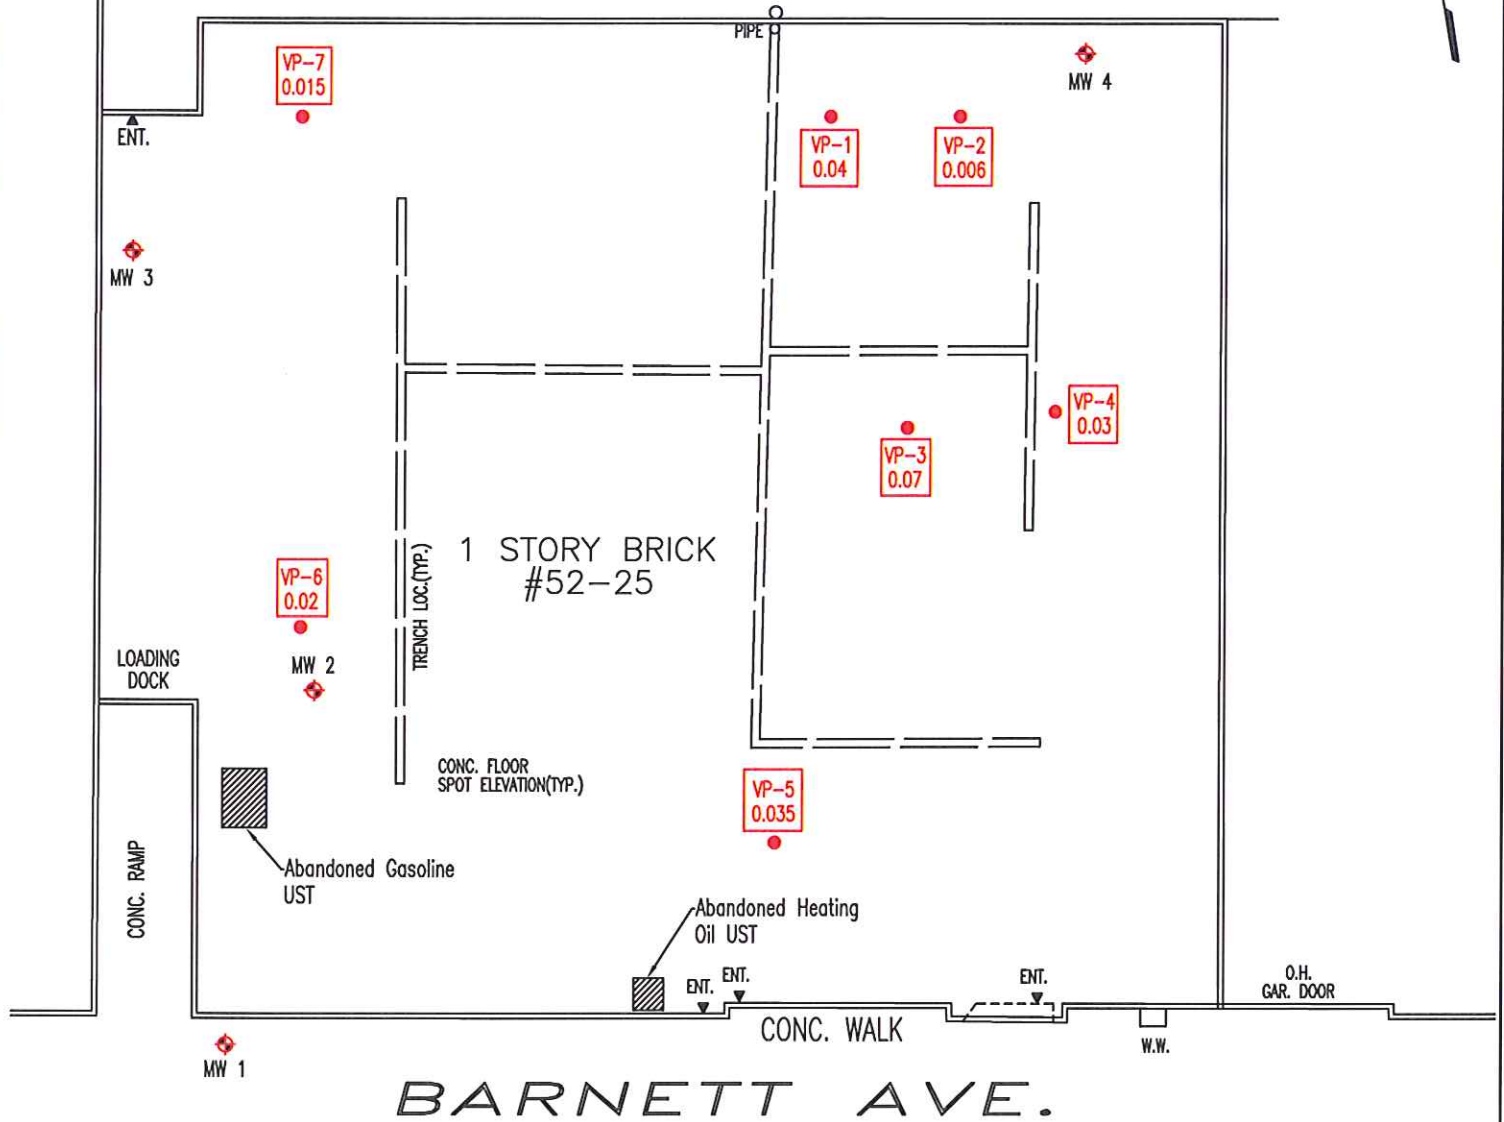 PIPE
VP-7
0.015
MW 4
ENT.
VP-1
0.04
VP-2
0.006
MW 3
VP-4
0.03
VP-3
0.07
1 STORY BRICK
#52-25
TRENCH LOC.(TYP.)
VP-6
0.02
MW 2
LOADING
DOCK
CONC. FLOOR
SPOT ELEVATION(TYP.)
VP-5
0.035
CONC. RAMP
Abandoned Gasoline
UST
Abandoned Heating
Oil UST
ENT.
ENT.
ENT.
O.H.
GAR. DOOR
CONC. WALK
W.W.
MW 1
BARNETT AVE.